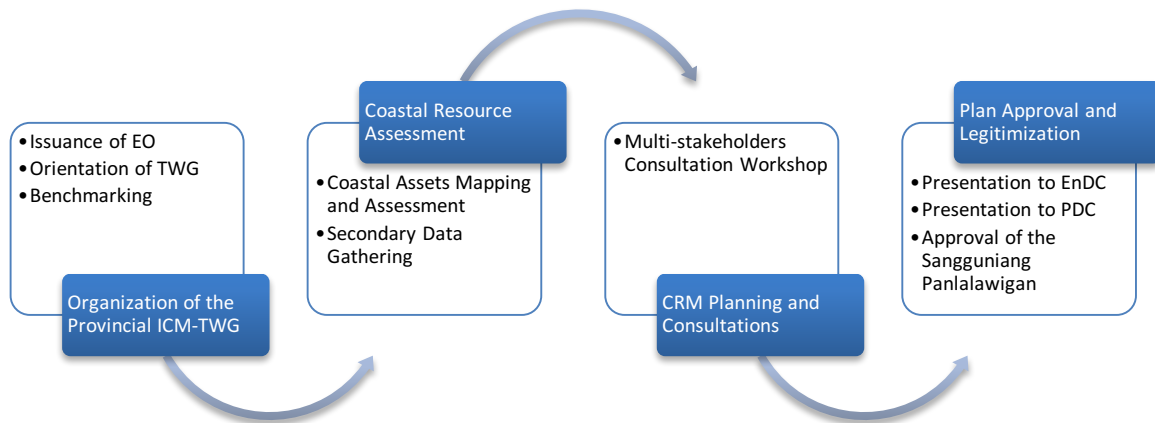 •Issuance of EO
•Orientation of TWG
•Benchmarking
Organization of the
Provincial ICM-TWG
Coastal Resource
Assessment
•Coastal Assets Mapping
and Assessment
•Secondary Data
Gathering
•Multi-stakeholders
Consultation Workshop
CRM Planning and
Consultations
Plan Approval and
Legitimization
•Presentation to EnDC
•Presentation to PDC
•Approval of the
Sangguniang
Panlalawigan